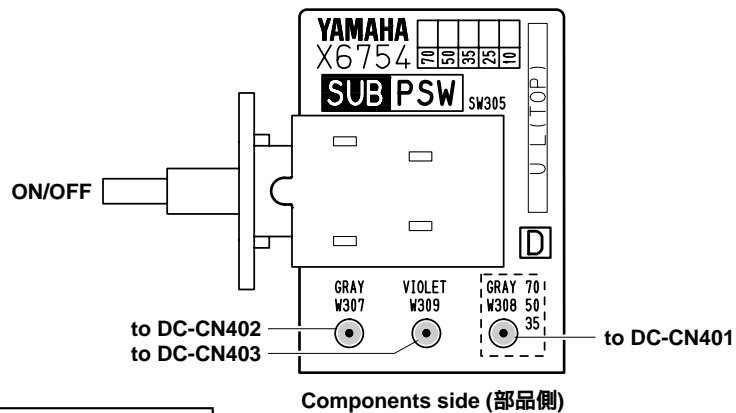 YAMAHA
X6754
70 50 35 25 10
SUB PSW SW305
U L(TOP)
ON/OFF
D
GRAY W307
VIOLET W309
GRAY W308
70 50 35
to DC-CN402
to DC-CN403
to DC-CN401
Components side (部品側)